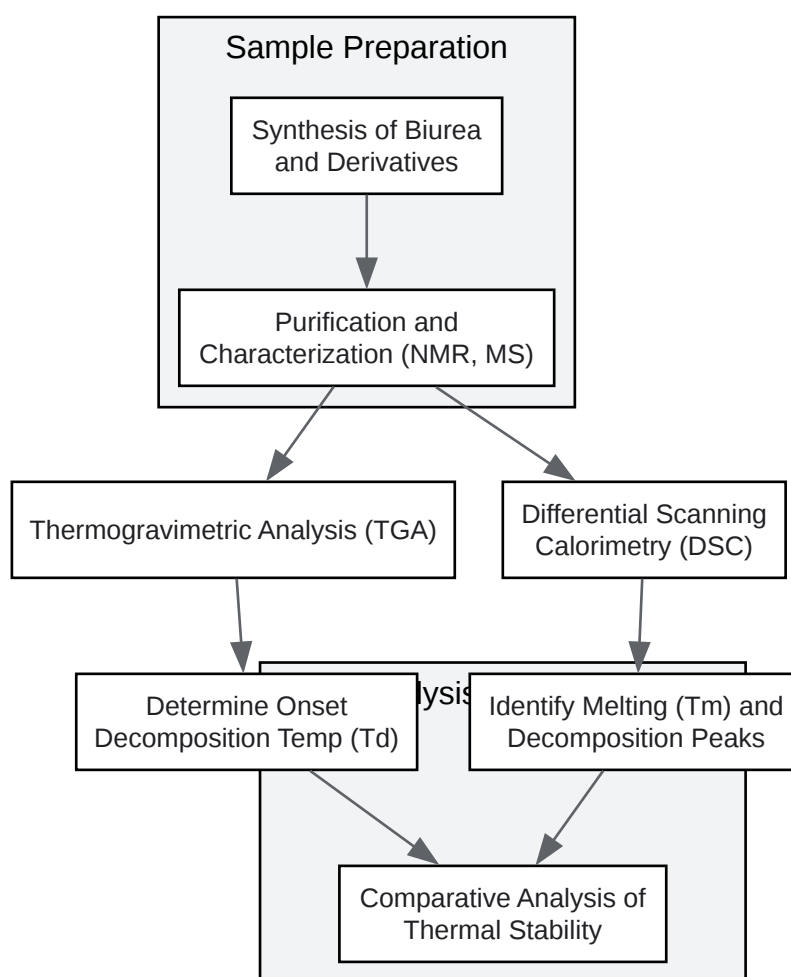 Sample Preparation
Synthesis of Biurea
and Derivatives
Purification and
Characterization (NMR, MS)
Thermogravimetric Analysis (TGA)
Differential Scanning
Calorimetry (DSC)
Determine Onset
Decomposition Temp (Td)
Identify Melting (Tm) and
Decomposition Peaks
Comparative Analysis of
Thermal Stability